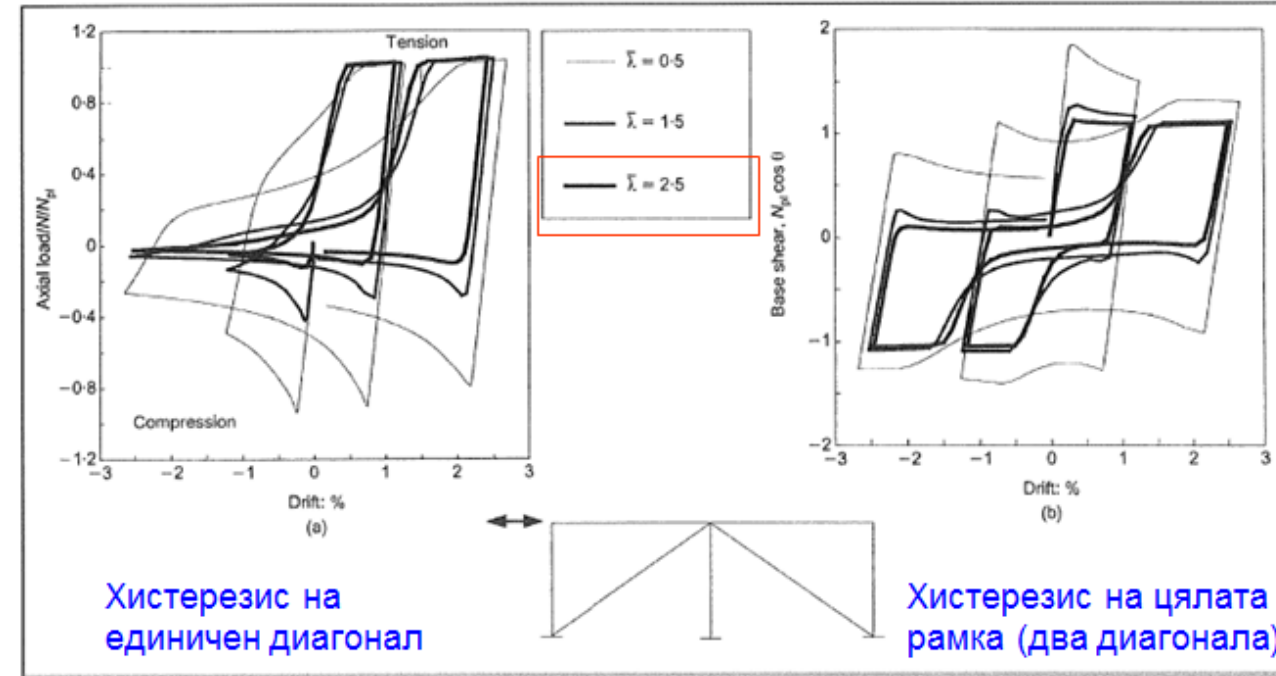 1·2
0·8
0·4
0
−0·4
−0·8
−1·2
Axial load/N/Npl
Tension
Compression
−3 −2 −1 0 1 2 3
Drift: %
(a)
λ̄ = 0·5
λ̄ = 1·5
λ̄ = 2·5
2
1
0
−1
−2
Base shear, Npl cos θ
−3 −2 −1 0 1 2 3
Drift: %
(b)
Хистерезис на
единичен диагонал
Хистерезис на цялата
рамка (два диагонала)